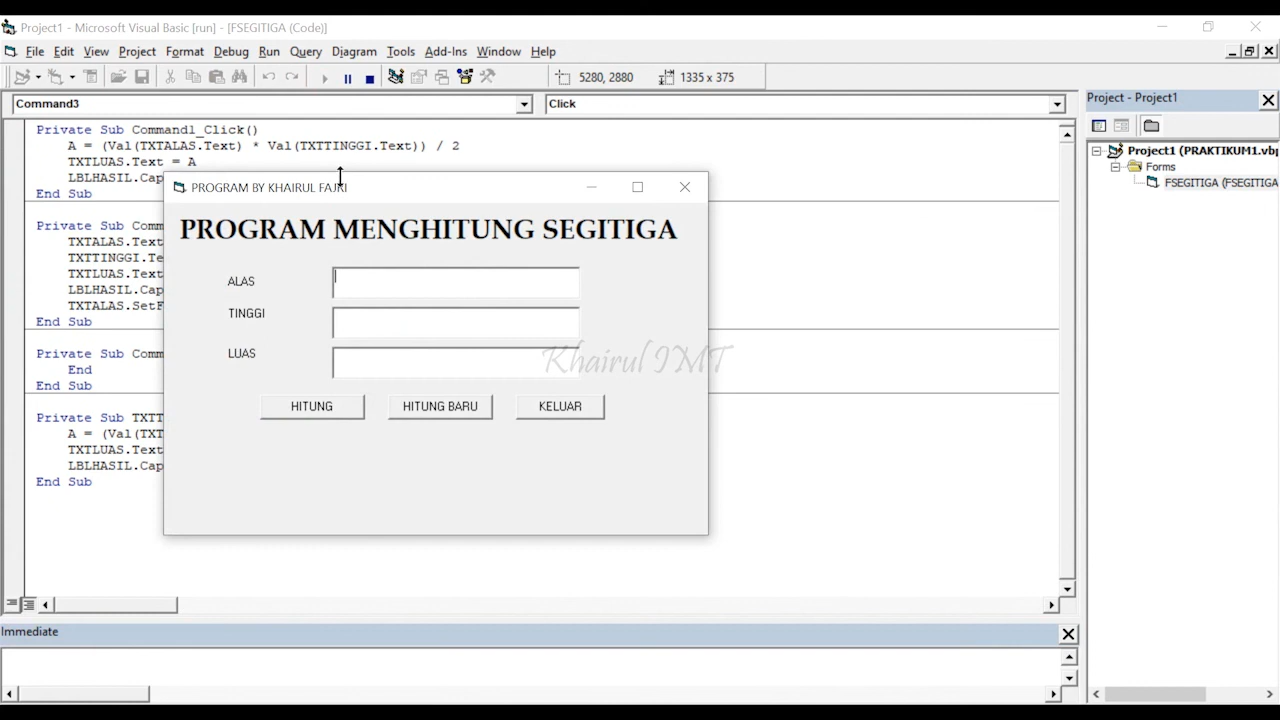 Project1 - Microsoft Visual Basic [run] - [FSEGITIGA (Code)]
File Edit View Project Format Debug Run Query Diagram Tools Add-Ins Window Help
5280, 2880 1335 x 375
Command3 Click
Private Sub Command1_Click()
A = (Val(TXTALAS.Text) * Val(TXTTINGGI.Text)) / 2
TXTLUAS.Text = A
LBLHASIL.Cap
End Sub
Private Sub Comm
TXTALAS.Text
TXTTINGGI.Te
TXTLUAS.Text
LBLHASIL.Cap
TXTALAS.SetF
End Sub
Private Sub Comm
End
End Sub
Private Sub TXTT
A = (Val(TXT
TXTLUAS.Text
LBLHASIL.Cap
End Sub
PROGRAM BY KHAIRUL FAJRI
PROGRAM MENGHITUNG SEGITIGA
ALAS
TINGGI
LUAS
Khairul IMT
HITUNG HITUNG BARU KELUAR
Project - Project1
Project1 (PRAKTIKUM1.vbp
Forms
FSEGITIGA (FSEGITIGA
Immediate